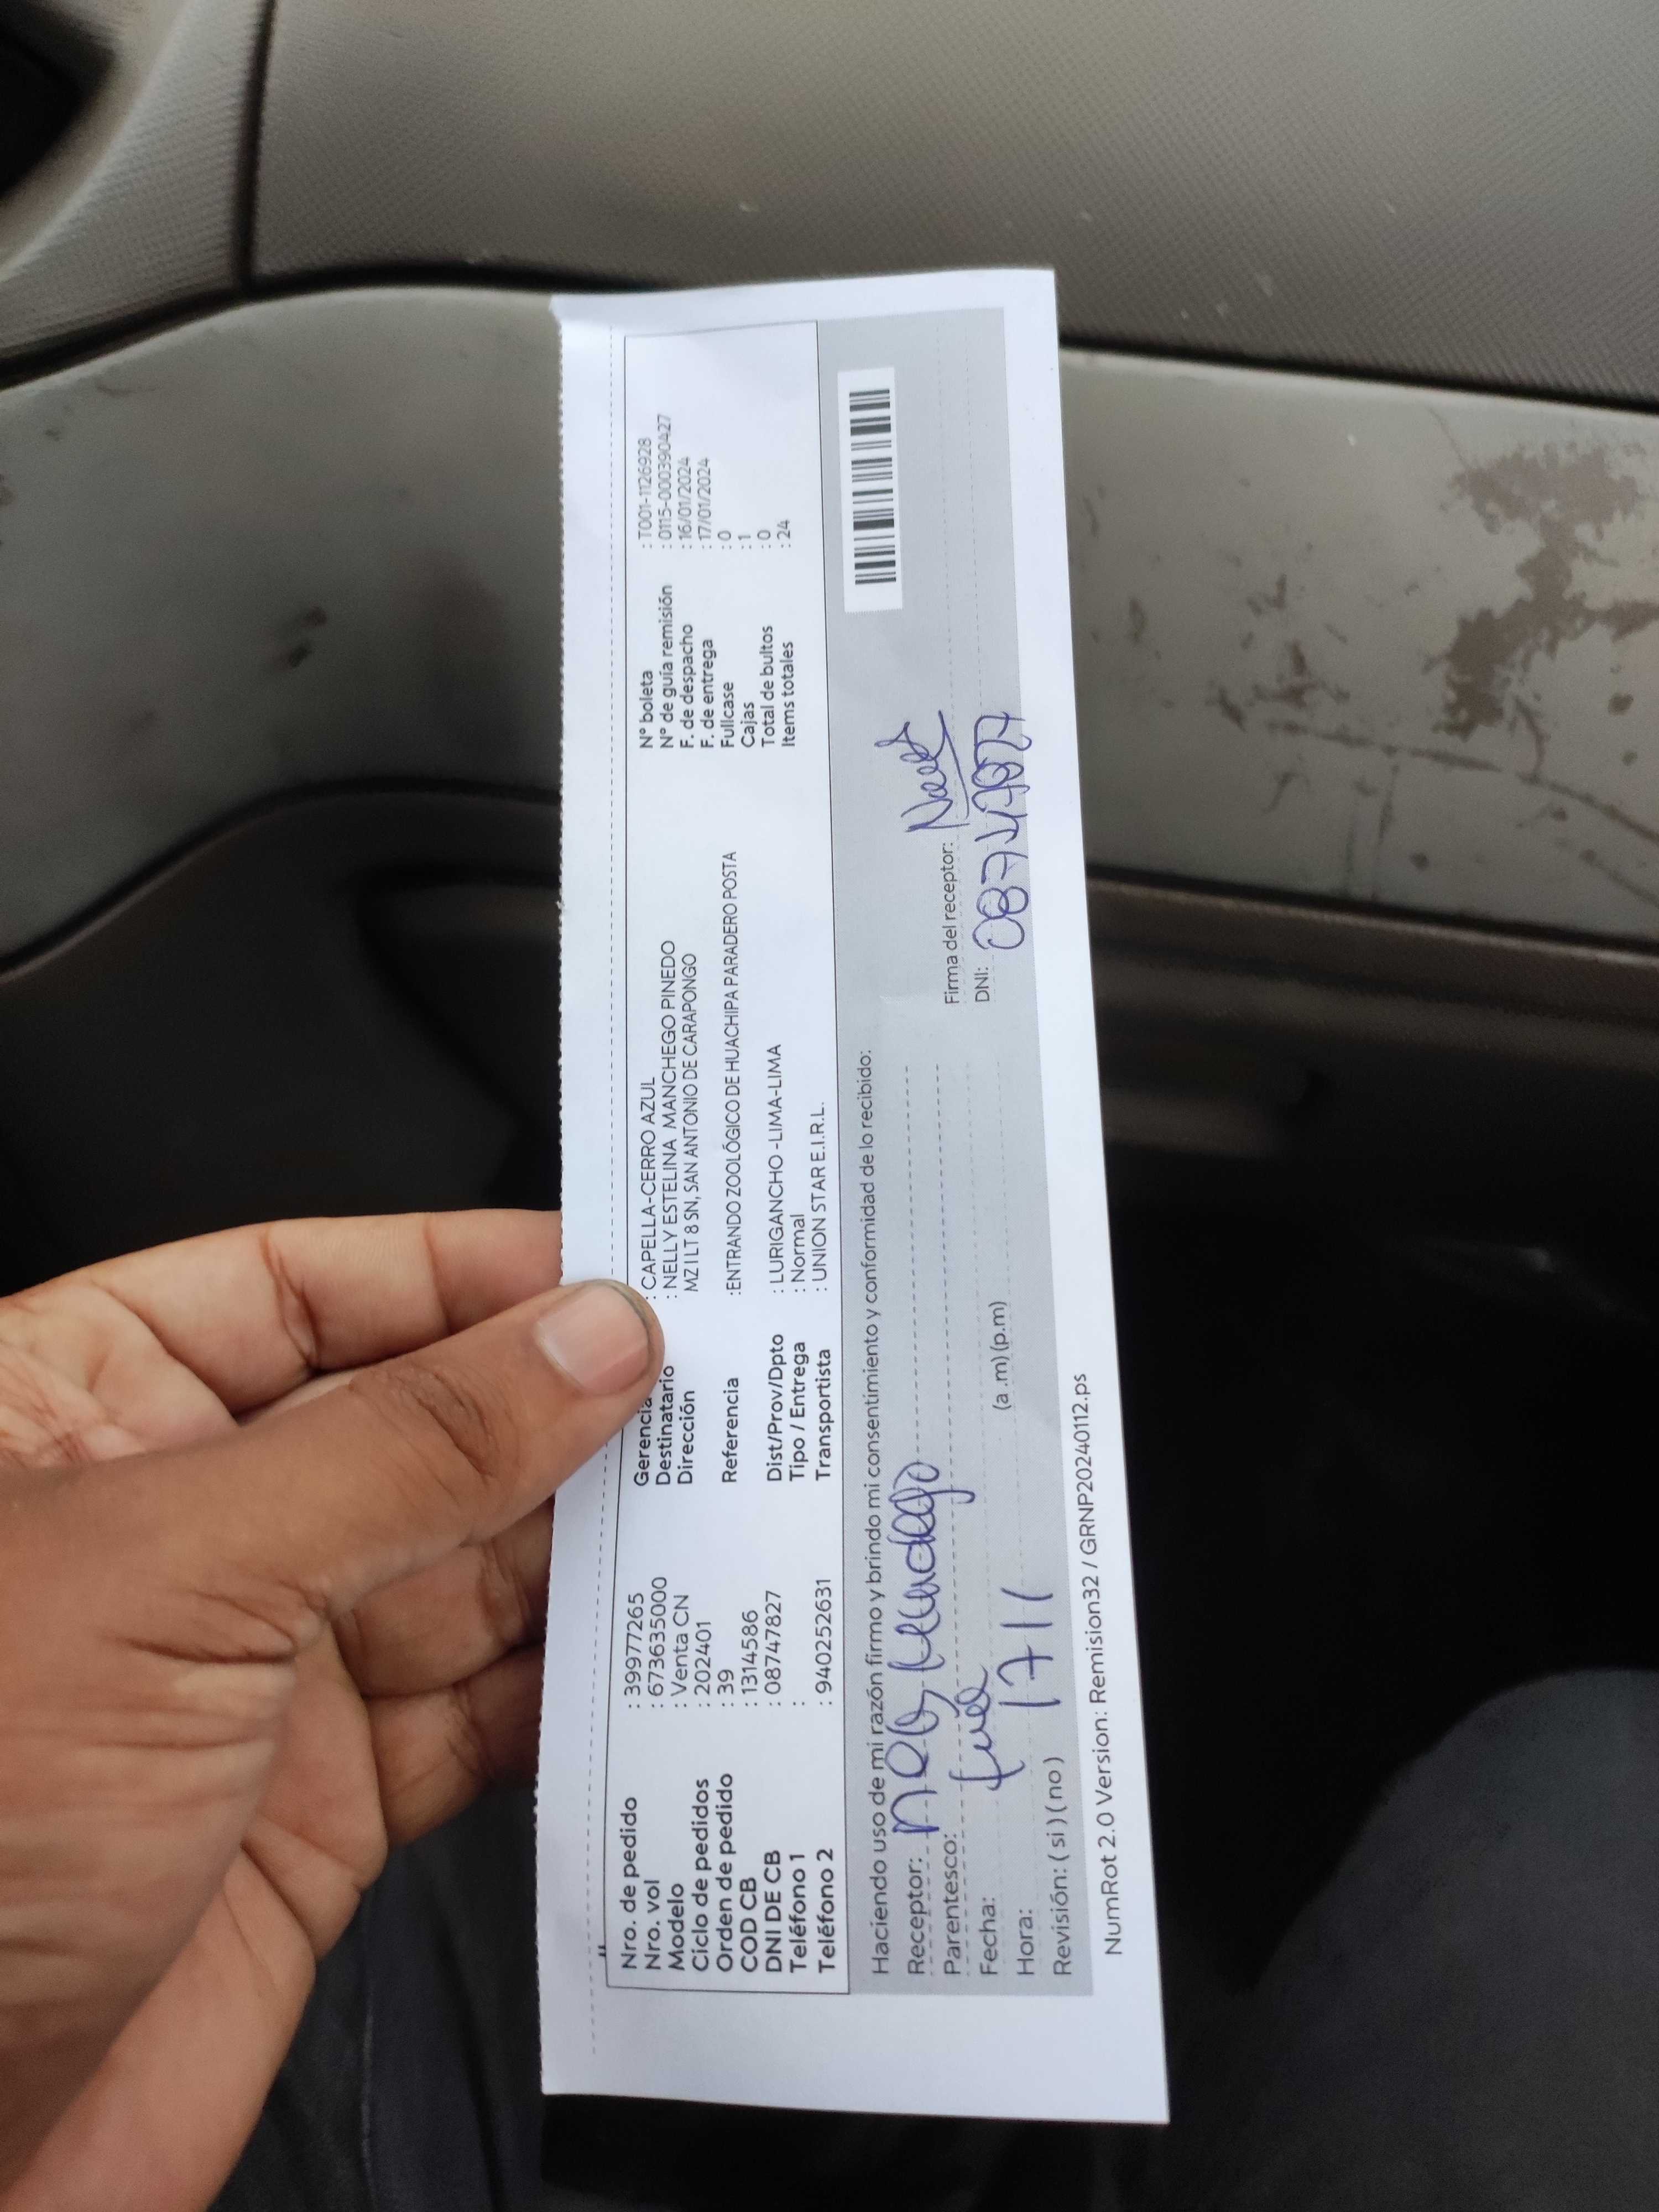 Nro. de pedido : 39977265 Gerencia : CAPELLA-CERRO AZUL N° boleta : T001-1126928
Nro. vol : 673635000 Destinatario : NELLY ESTELINA MANCHEGO PINEDO N° de guía remisión : 0115-000390427
Modelo : Venta CN Dirección MZ I LT 8 SN, SAN ANTONIO DE CARAPONGO F. de despacho : 16/01/2024
Ciclo de pedidos : 202401 F. de entrega : 17/01/2024
Orden de pedido : 39 Referencia :ENTRANDO ZOOLÓGICO DE HUACHIPA PARADERO POSTA Fullcase : 0
COD CB : 1314586 Cajas : 1
DNI DE CB : 08747827 Dist/Prov/Dpto : LURIGANCHO -LIMA-LIMA Total de bultos : 0
Teléfono 1 : Tipo / Entrega : Normal Items totales : 24
Teléfono 2 : 940252631 Transportista : UNION STAR E.I.R.L.
Haciendo uso de mi razón firmo y brindo mi consentimiento y conformidad de lo recibido:
Receptor:
Parentesco: Firma del receptor:
Fecha: DNI: 08747827
Hora: 17 11 (a .m) (p.m)
Revisión: ( si ) ( no )
NumRot 2.0 Version: Remision32 / GRNP20240112.ps